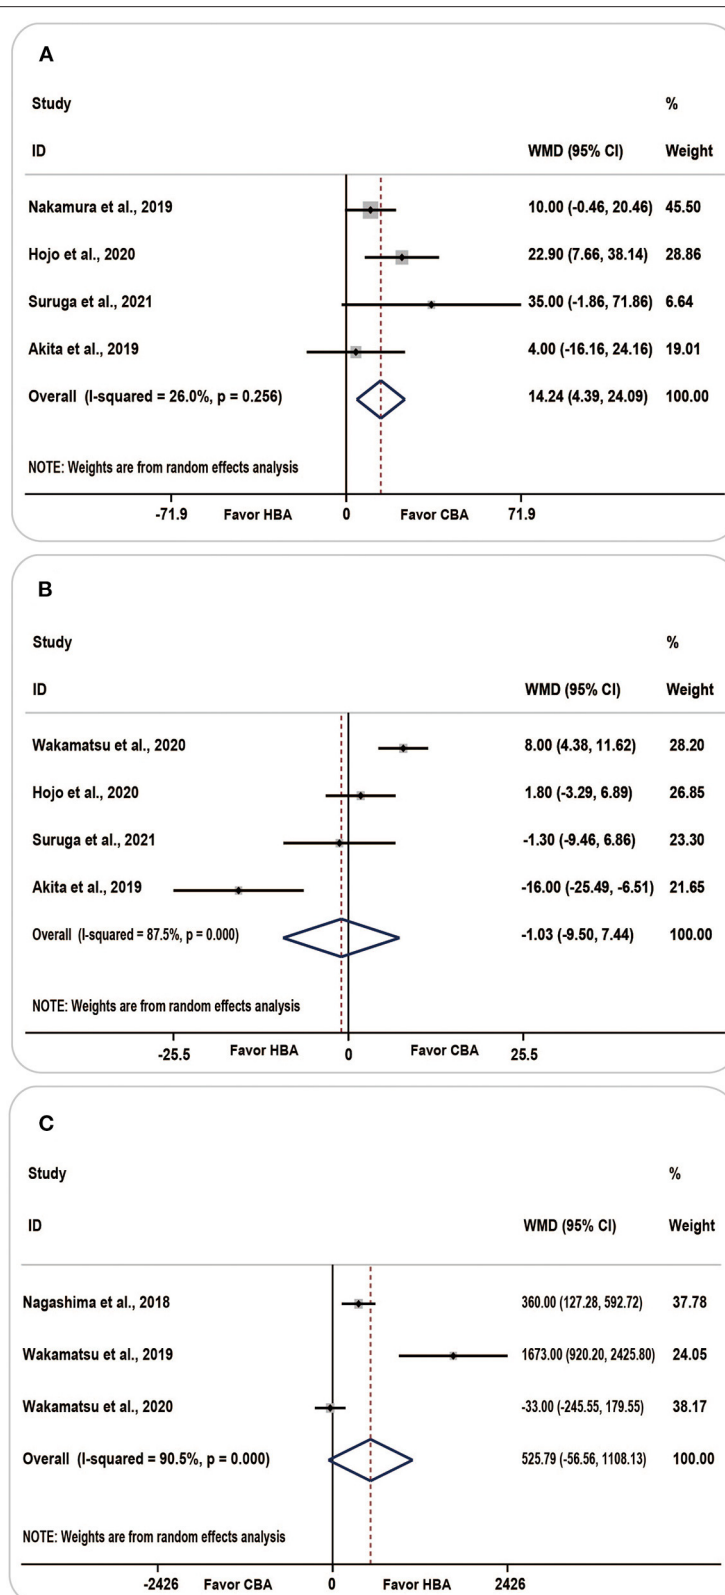 A
Study %
ID WMD (95% CI) Weight
Nakamura et al., 2019 10.00 (-0.46, 20.46) 45.50
Hojo et al., 2020 22.90 (7.66, 38.14) 28.86
Suruga et al., 2021 35.00 (-1.86, 71.86) 6.64
Akita et al., 2019 4.00 (-16.16, 24.16) 19.01
Overall (I-squared = 26.0%, p = 0.256) 14.24 (4.39, 24.09) 100.00
NOTE: Weights are from random effects analysis
-71.9 Favor HBA 0 Favor CBA 71.9
B
Study %
ID WMD (95% CI) Weight
Wakamatsu et al., 2020 8.00 (4.38, 11.62) 28.20
Hojo et al., 2020 1.80 (-3.29, 6.89) 26.85
Suruga et al., 2021 -1.30 (-9.46, 6.86) 23.30
Akita et al., 2019 -16.00 (-25.49, -6.51) 21.65
Overall (I-squared = 87.5%, p = 0.000) -1.03 (-9.50, 7.44) 100.00
NOTE: Weights are from random effects analysis
-25.5 Favor HBA 0 Favor CBA 25.5
C
Study %
ID WMD (95% CI) Weight
Nagashima et al., 2018 360.00 (127.28, 592.72) 37.78
Wakamatsu et al., 2019 1673.00 (920.20, 2425.80) 24.05
Wakamatsu et al., 2020 -33.00 (-245.55, 179.55) 38.17
Overall (I-squared = 90.5%, p = 0.000) 525.79 (-56.56, 1108.13) 100.00
NOTE: Weights are from random effects analysis
-2426 Favor CBA 0 Favor HBA 2426